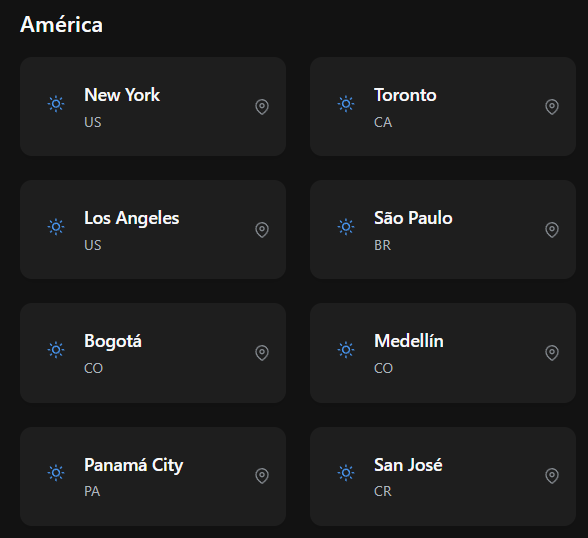 América
New York
US
Toronto
CA
Los Angeles
US
São Paulo
BR
Bogotá
CO
Medellín
CO
Panamá City
PA
San José
CR